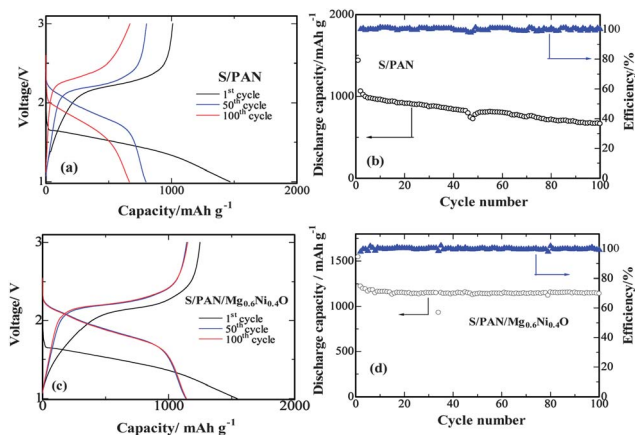 3
2
1
Voltage/V
S/PAN
1st cycle
50th cycle
100th cycle
(a)
0
1000
2000
Capacity/mAh g-1
2000
1000
0
Discharge capacity/mAh g-1
S/PAN
(b)
100
80
60
40
20
0
Efficiency/%
0
20
40
60
80
100
Cycle number
3
2
1
Voltage/ V
S/PAN/Mg0.6Ni0.4O
1st cycle
50th cycle
100th cycle
(c)
0
1000
2000
Capacity/ mAh g-1
1500
1000
500
0
Discharge capacity / mAh g-1
S/PAN/Mg0.6Ni0.4O
(d)
100
80
60
40
20
0
Efficiency/%
0
20
40
60
80
100
Cycle number